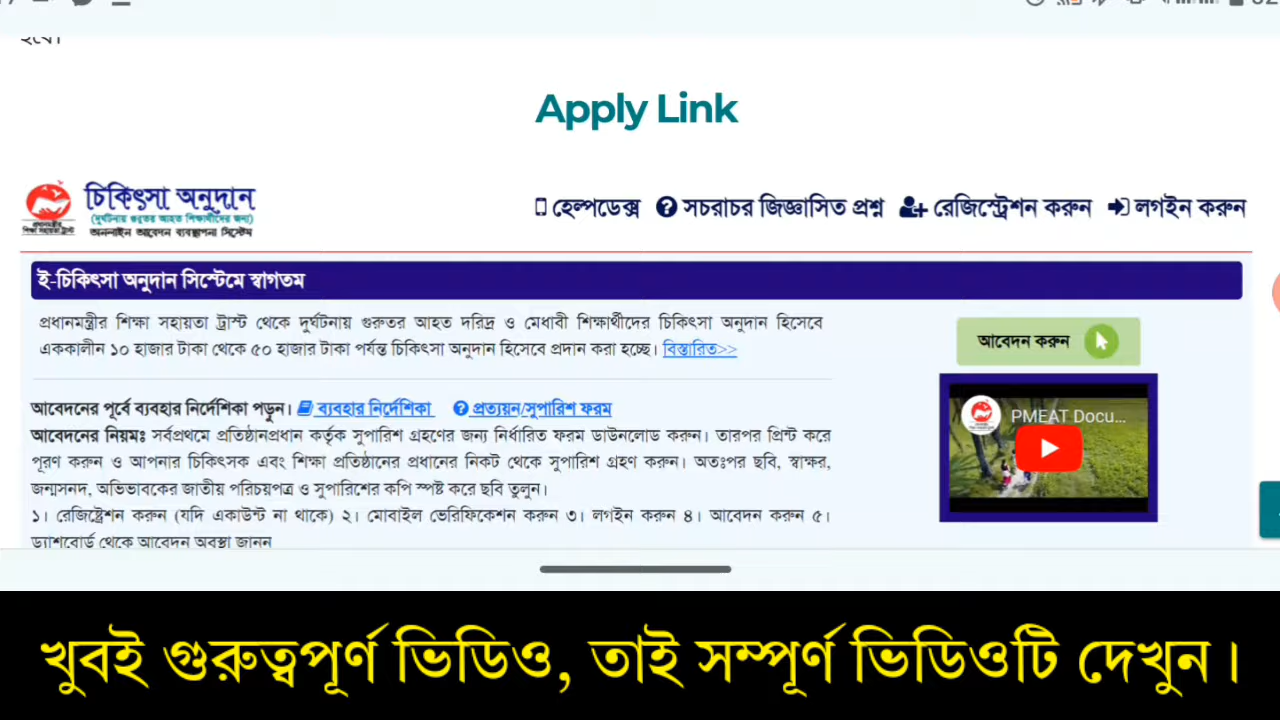 হবে।
Apply Link
চিকিৎসা অনুদান
(দুর্ঘটনায় গুরুতর আহত শিক্ষার্থীদের জন্য)
অনলাইন আবেদন ব্যবস্থাপনা সিস্টেম
প্রধানমন্ত্রীর
শিক্ষা সহায়তা ট্রাস্ট
হেল্পডেক্স সচরাচর জিজ্ঞাসিত প্রশ্ন রেজিস্ট্রেশন করুন লগইন করুন
ই-চিকিৎসা অনুদান সিস্টেমে স্বাগতম
প্রধানমন্ত্রীর শিক্ষা সহায়তা ট্রাস্ট থেকে দুর্ঘটনায় গুরুতর আহত দরিদ্র ও মেধাবী শিক্ষার্থীদের চিকিৎসা অনুদান হিসেবে
এককালীন ১০ হাজার টাকা থেকে ৫০ হাজার টাকা পর্যন্ত চিকিৎসা অনুদান হিসেবে প্রদান করা হচ্ছে। বিস্তারিত>>
আবেদন করুন
PMEAT Docu...
আবেদনের পূর্বে ব্যবহার নির্দেশিকা পড়ুন। ব্যবহার নির্দেশিকা প্রত্যয়ন/সুপারিশ ফরম
আবেদনের নিয়মঃ সর্বপ্রথমে প্রতিষ্ঠানপ্রধান কর্তৃক সুপারিশ গ্রহণের জন্য নির্ধারিত ফরম ডাউনলোড করুন। তারপর প্রিন্ট করে
পূরণ করুন ও আপনার চিকিৎসক এবং শিক্ষা প্রতিষ্ঠানের প্রধানের নিকট থেকে সুপারিশ গ্রহণ করুন। অতঃপর ছবি, স্বাক্ষর,
জন্মসনদ, অভিভাবকের জাতীয় পরিচয়পত্র ও সুপারিশের কপি স্পষ্ট করে ছবি তুলুন।
১। রেজিস্ট্রেশন করুন (যদি একাউন্ট না থাকে) ২। মোবাইল ভেরিফিকেশন করুন ৩। লগইন করুন ৪। আবেদন করুন ৫।
ড্যাশবোর্ড থেকে আবেদন অবস্থা জানুন
খুবই গুরুত্বপূর্ণ ভিডিও, তাই সম্পূর্ণ ভিডিওটি দেখুন।